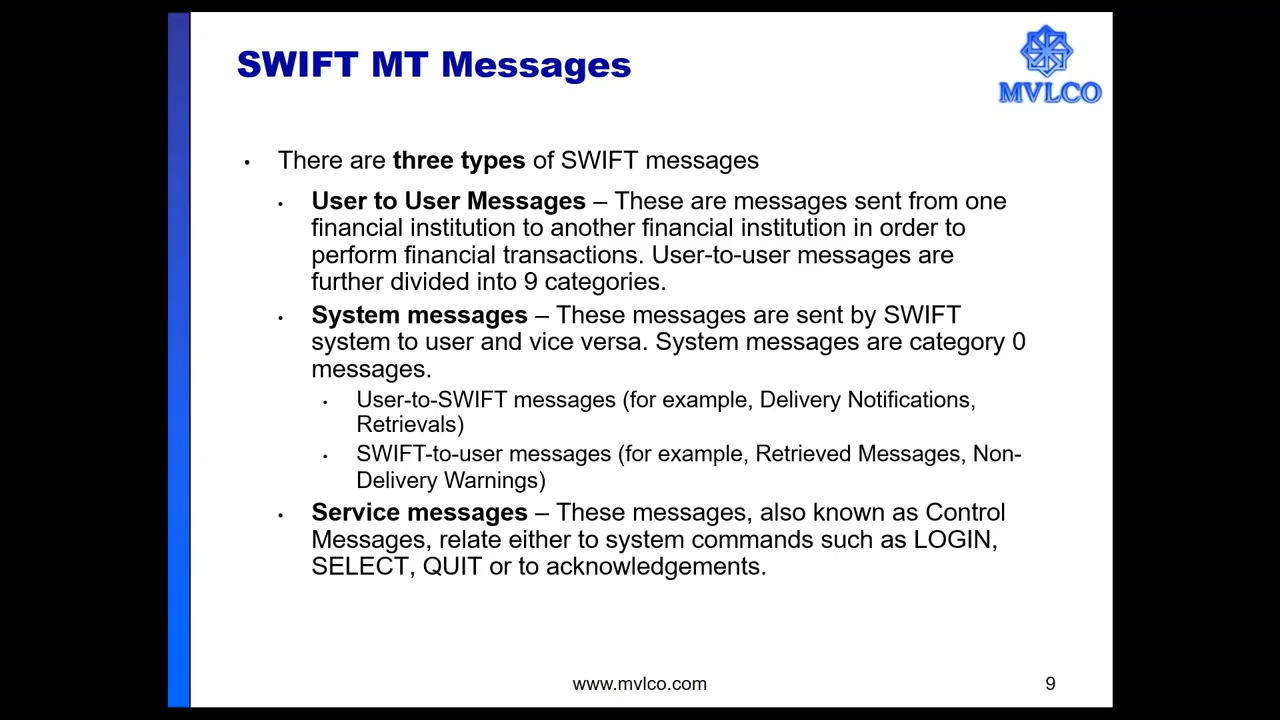 SWIFT MT Messages
MVLCO
• There are three types of SWIFT messages
• User to User Messages – These are messages sent from one
financial institution to another financial institution in order to
perform financial transactions. User-to-user messages are
further divided into 9 categories.
• System messages – These messages are sent by SWIFT
system to user and vice versa. System messages are category 0
messages.
• User-to-SWIFT messages (for example, Delivery Notifications,
Retrievals)
• SWIFT-to-user messages (for example, Retrieved Messages, Non-
Delivery Warnings)
• Service messages – These messages, also known as Control
Messages, relate either to system commands such as LOGIN,
SELECT, QUIT or to acknowledgements.
www.mvlco.com
9